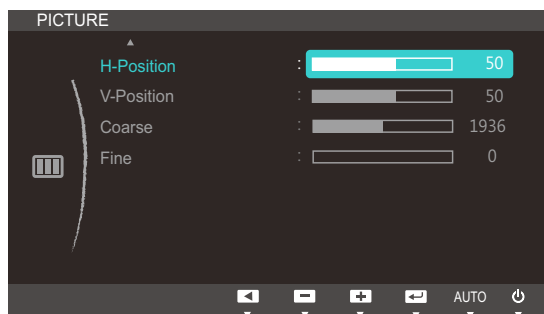 PICTURE
H-Position : 50
V-Position : 50
Coarse : 1936
Fine : 0
AUTO